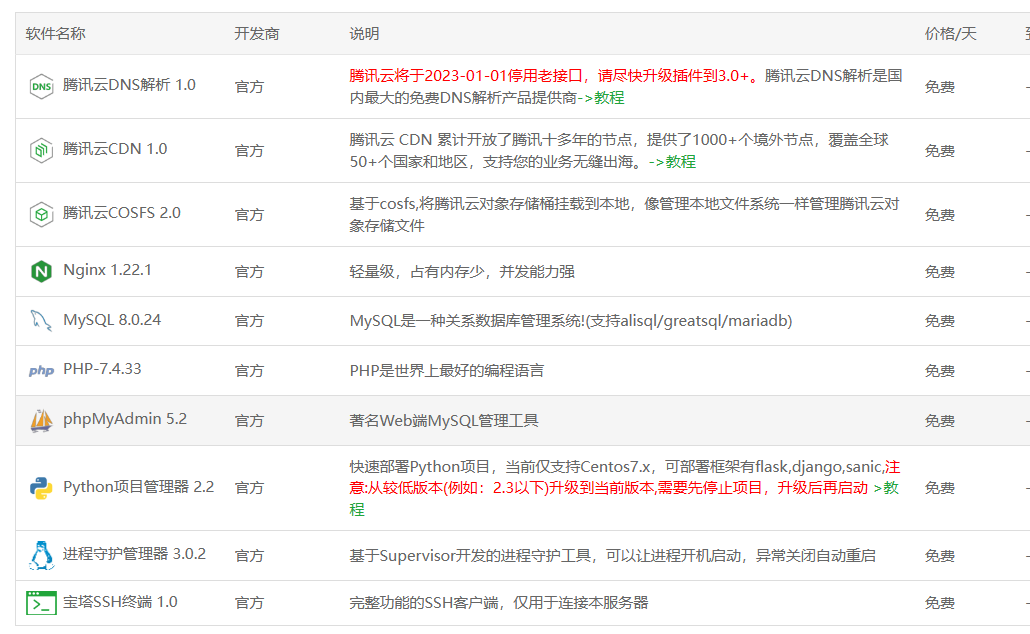 软件名称 开发商 说明 价格/天
DNS 腾讯云DNS解析 1.0 官方 腾讯云将于2023-01-01停用老接口，请尽快升级插件到3.0+。腾讯云DNS解析是国 免费 -
内最大的免费DNS解析产品提供商->教程
腾讯云CDN 1.0 官方 腾讯云 CDN 累计开放了腾讯十多年的节点，提供了1000+个境外节点，覆盖全球 免费 -
50+个国家和地区，支持您的业务无缝出海。->教程
腾讯云COSFS 2.0 官方 基于cosfs,将腾讯云对象存储桶挂载到本地，像管理本地文件系统一样管理腾讯云对 免费 -
象存储文件
N Nginx 1.22.1 官方 轻量级，占有内存少，并发能力强 免费 -
MySQL 8.0.24 官方 MySQL是一种关系数据库管理系统!(支持alisql/greatsql/mariadb) 免费 -
php PHP-7.4.33 官方 PHP是世界上最好的编程语言 免费 -
phpMyAdmin 5.2 官方 著名Web端MySQL管理工具 免费 -
Python项目管理器 2.2 官方 快速部署Python项目，当前仅支持Centos7.x，可部署框架有flask,django,sanic,注 免费 -
意:从较低版本(例如：2.3以下)升级到当前版本,需要先停止项目，升级后再启动 >教
程
进程守护管理器 3.0.2 官方 基于Supervisor开发的进程守护工具，可以让进程开机启动，异常关闭自动重启 免费 -
宝塔SSH终端 1.0 官方 完整功能的SSH客户端，仅用于连接本服务器 免费 -